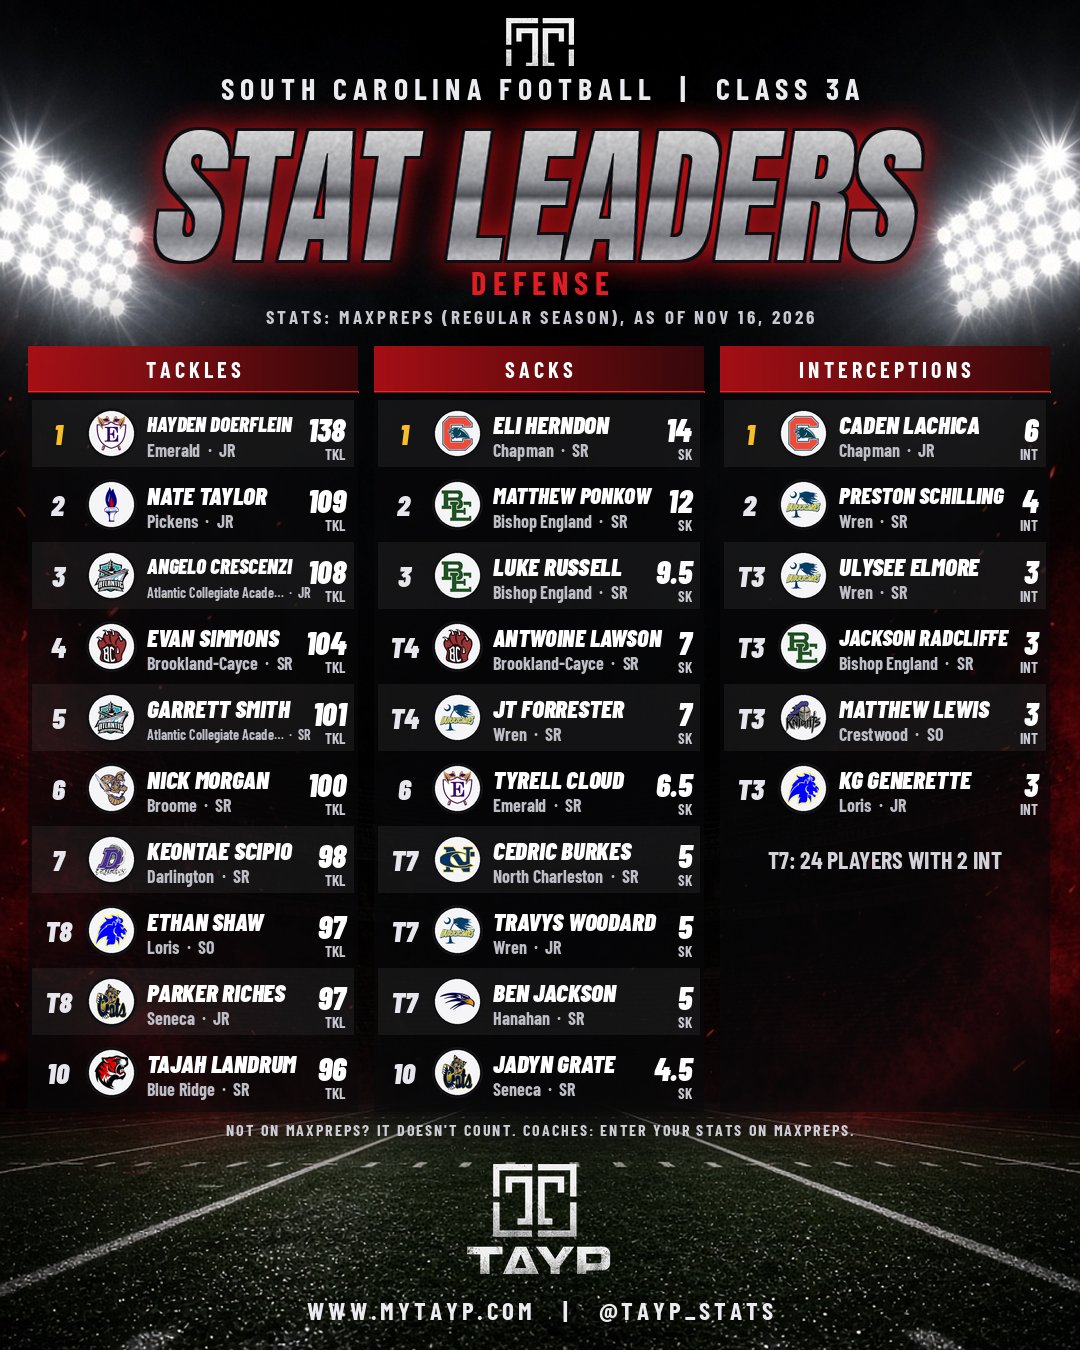 SOUTH CAROLINA FOOTBALL | CLASS 3A
STAT LEADERS
DEFENSE
STATS: MAXPREPS (REGULAR SEASON), AS OF NOV 16, 2026
TACKLES
1 HAYDEN DOERFLEIN 138
Emerald · JR TKL
2 NATE TAYLOR 109
Pickens · JR TKL
3 ANGELO CRESCENZI 108
Atlantic Collegiate Acade... · JR TKL
4 EVAN SIMMONS 104
Brookland-Cayce · SR TKL
5 GARRETT SMITH 101
Atlantic Collegiate Acade... · SR TKL
6 NICK MORGAN 100
Broome · SR TKL
7 KEONTAE SCIPIO 98
Darlington · SR TKL
T8 ETHAN SHAW 97
Loris · SO TKL
T8 PARKER RICHES 97
Seneca · JR TKL
10 TAJAH LANDRUM 96
Blue Ridge · SR TKL
SACKS
1 ELI HERNDON 14
Chapman · SR SK
2 MATTHEW PONKOW 12
Bishop England · SR SK
3 LUKE RUSSELL 9.5
Bishop England · SR SK
T4 ANTWOINE LAWSON 7
Brookland-Cayce · SR SK
T4 JT FORRESTER 7
Wren · SR SK
6 TYRELL CLOUD 6.5
Emerald · SR SK
T7 CEDRIC BURKES 5
North Charleston · SR SK
T7 TRAVYS WOODARD 5
Wren · JR SK
T7 BEN JACKSON 5
Hanahan · SR SK
10 JADYN GRATE 4.5
Seneca · SR SK
INTERCEPTIONS
1 CADEN LACHICA 6
Chapman · JR INT
2 PRESTON SCHILLING 4
Wren · SR INT
T3 ULYSEE ELMORE 3
Wren · SR INT
T3 JACKSON RADCLIFFE 3
Bishop England · SR INT
T3 MATTHEW LEWIS 3
Crestwood · SO INT
T3 KG GENERETTE 3
Loris · JR INT
T7: 24 PLAYERS WITH 2 INT
NOT ON MAXPREPS? IT DOESN'T COUNT. COACHES: ENTER YOUR STATS ON MAXPREPS.
TAYP
WWW.MYTAYP.COM | @TAYP_STATS